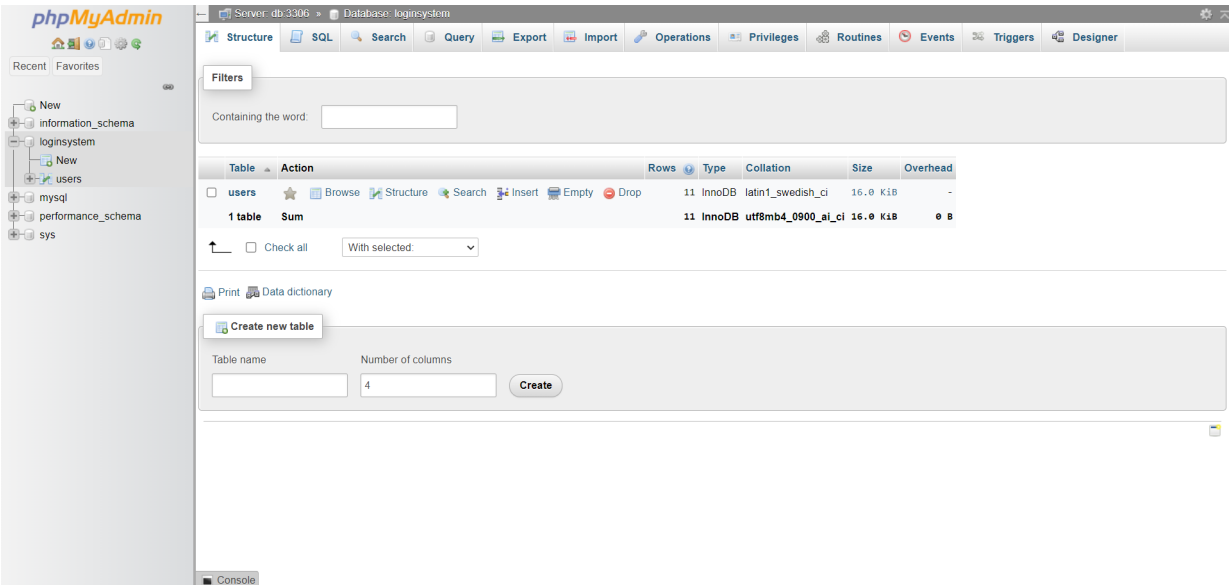 phpMyAdmin
Recent Favorites
New
information_schema
loginsystem
New
users
mysql
performance_schema
sys
Server: db:3306 » Database: loginsystem
Structure SQL Search Query Export Import Operations Privileges Routines Events Triggers Designer
Filters
Containing the word:
Table Action Rows Type Collation Size Overhead
users Browse Structure Search Insert Empty Drop 11 InnoDB latin1_swedish_ci 16.0 KiB -
1 table Sum 11 InnoDB utf8mb4_0900_ai_ci 16.0 KiB 0 B
Check all With selected:
Print Data dictionary
Create new table
Table name Number of columns
4 Create
Console